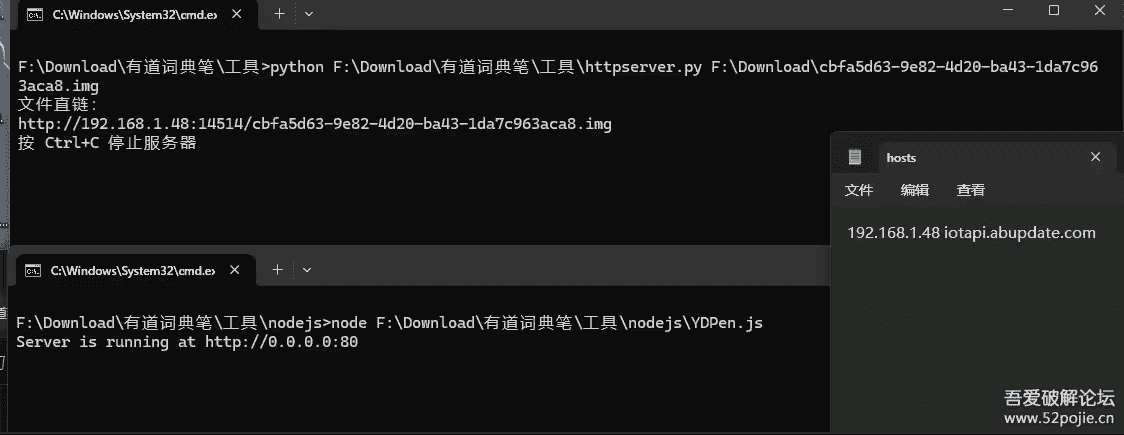 C:\Windows\System32\cmd.ex
F:\Download\有道词典笔\工具>python F:\Download\有道词典笔\工具\httpserver.py F:\Download\cbfa5d63-9e82-4d20-ba43-1da7c96
3aca8.img
文件直链:
http://192.168.1.48:14514/cbfa5d63-9e82-4d20-ba43-1da7c963aca8.img
按 Ctrl+C 停止服务器
hosts
文件 编辑 查看
192.168.1.48 iotapi.abupdate.com
C:\Windows\System32\cmd.ex
F:\Download\有道词典笔\工具\nodejs>node F:\Download\有道词典笔\工具\nodejs\YDPen.js
Server is running at http://0.0.0.0:80
吾爱破解论坛
www.52pojie.cn